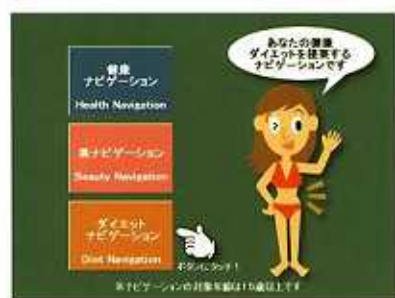 健康
ナビゲーション
Health Navigation
美ナビゲーション
Beauty Navigation
ダイエット
ナビゲーション
Diet Navigation
あなたの健康
ダイエットを提案する
ナビゲーションです
ボタンにタッチ！
本ナビゲーションの対象年齢は15歳以上です